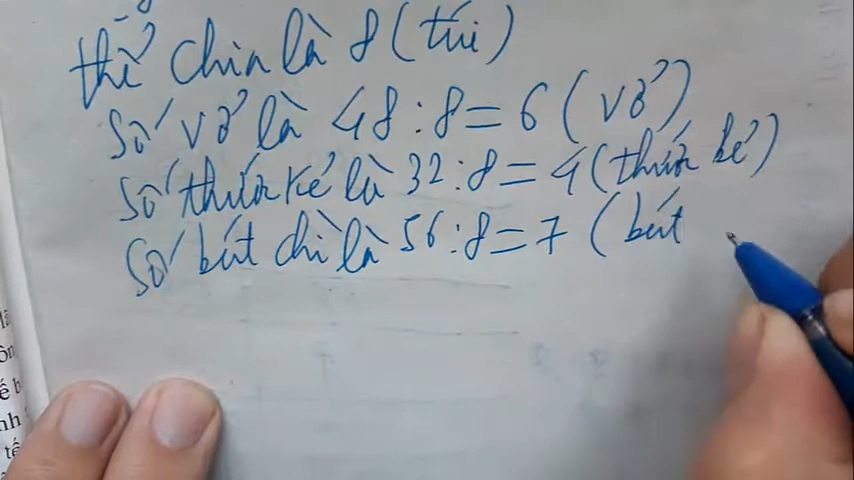 thể chia là 8 (túi)
Số vở là 48 : 8 = 6 (vở)
Số thước kẻ là 32 : 8 = 4 (thước kẻ)
Số bút chì là 56 : 8 = 7 (bút